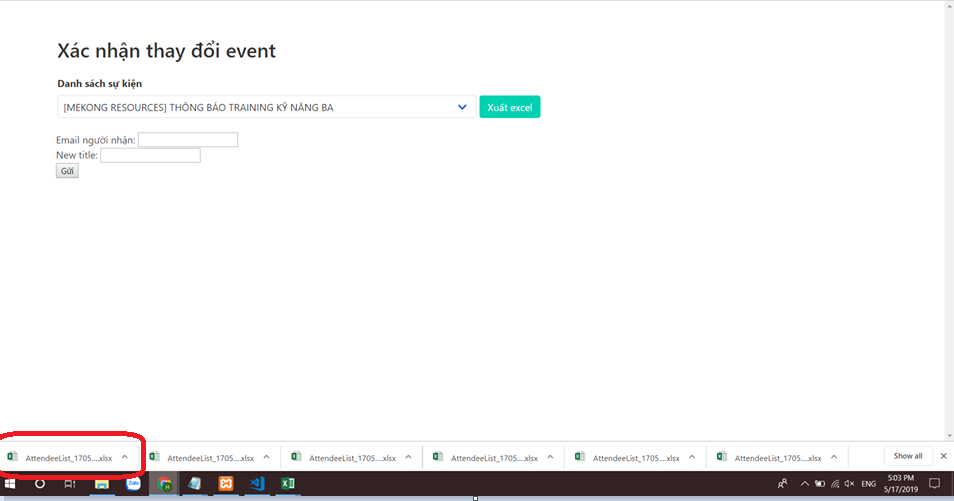 Xác nhận thay đổi event
Danh sách sự kiện
[MEKONG RESOURCES] THÔNG BÁO TRAINING KỸ NĂNG BA
Xuất excel
Email người nhận:
New title:
Gửi
AttendeeList_1705....xlsx
AttendeeList_1705....xlsx
AttendeeList_1705....xlsx
AttendeeList_1705....xlsx
AttendeeList_1705....xlsx
AttendeeList_1705....xlsx
Show all
Zalo
ENG
5:03 PM
5/17/2019